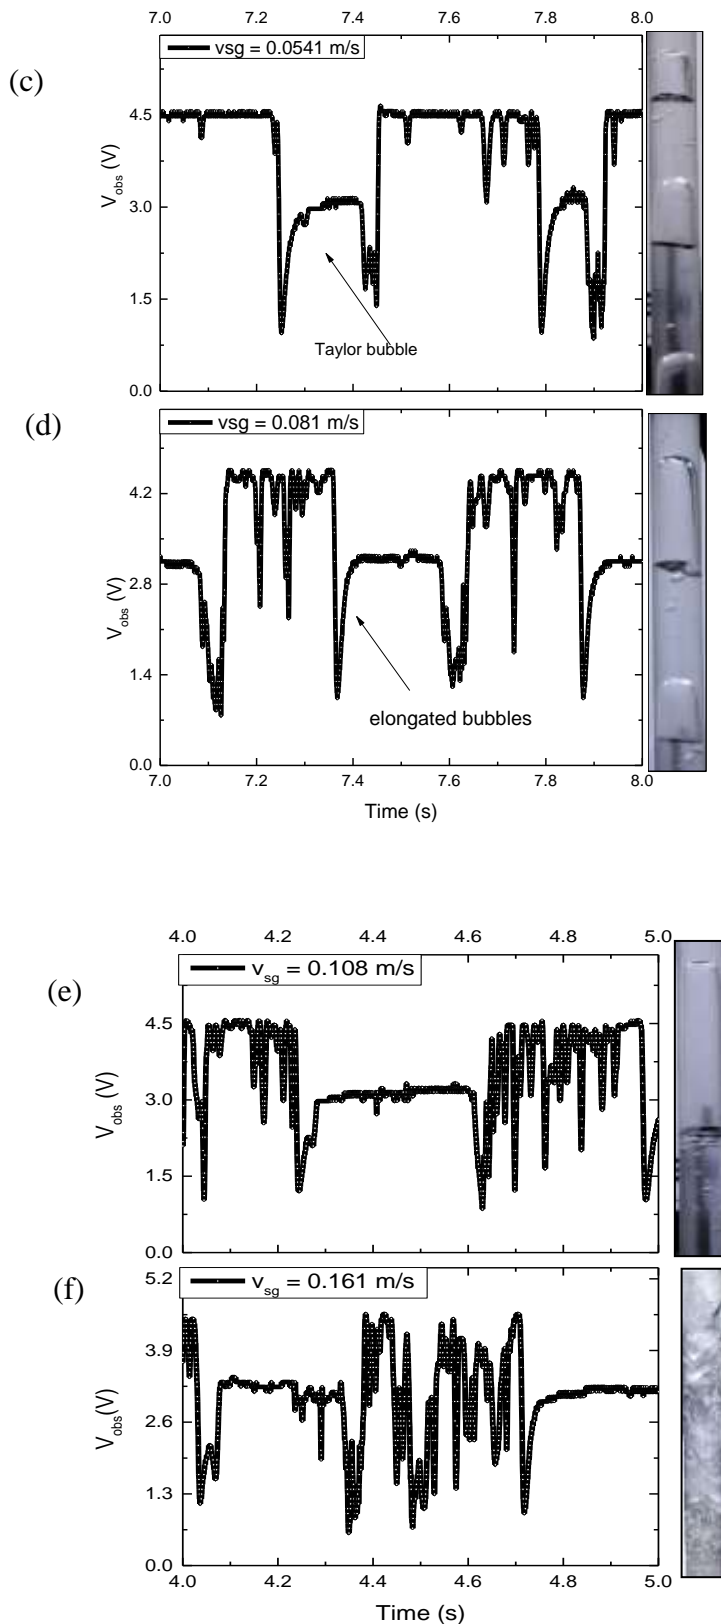 7.0 7.2 7.4 7.6 7.8 8.0
vsg = 0.0541 m/s
(c)
4.5
3.0
1.5
0.0
V_obs (V)
Taylor bubble
(d)
vsg = 0.081 m/s
4.2
2.8
1.4
0.0
V_obs (V)
elongated bubbles
7.0 7.2 7.4 7.6 7.8 8.0
Time (s)
4.0 4.2 4.4 4.6 4.8 5.0
(e)
v_sg = 0.108 m/s
4.5
3.0
1.5
0.0
V_obs (V)
(f)
v_sg = 0.161 m/s
5.2
3.9
2.6
1.3
0.0
V_obs(V)
4.0 4.2 4.4 4.6 4.8 5.0
Time (s)